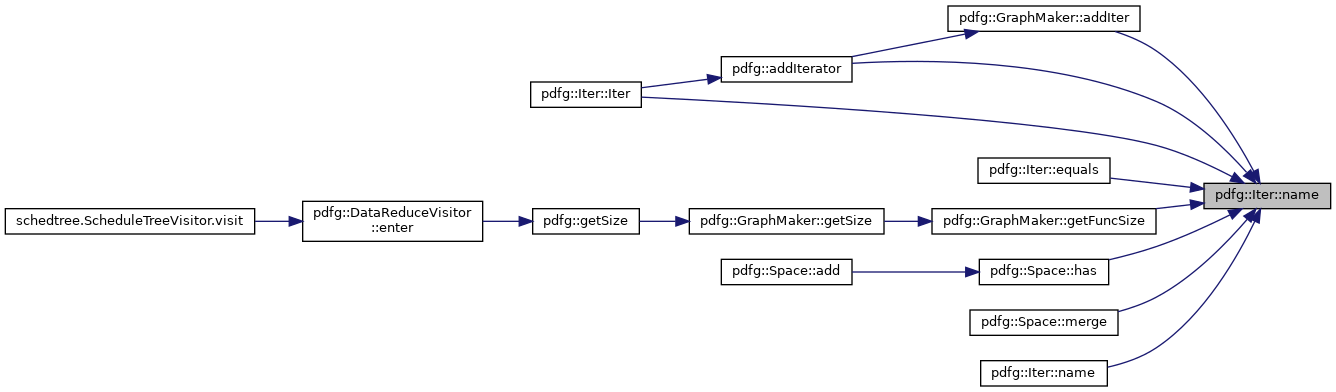 pdfg::GraphMaker::addIter
pdfg::addIterator
pdfg::Iter::Iter
pdfg::Iter::equals
pdfg::Iter::name
schedtree.ScheduleTreeVisitor.visit
pdfg::DataReduceVisitor
::enter
pdfg::getSize
pdfg::GraphMaker::getSize
pdfg::GraphMaker::getFuncSize
pdfg::Space::add
pdfg::Space::has
pdfg::Space::merge
pdfg::Iter::name